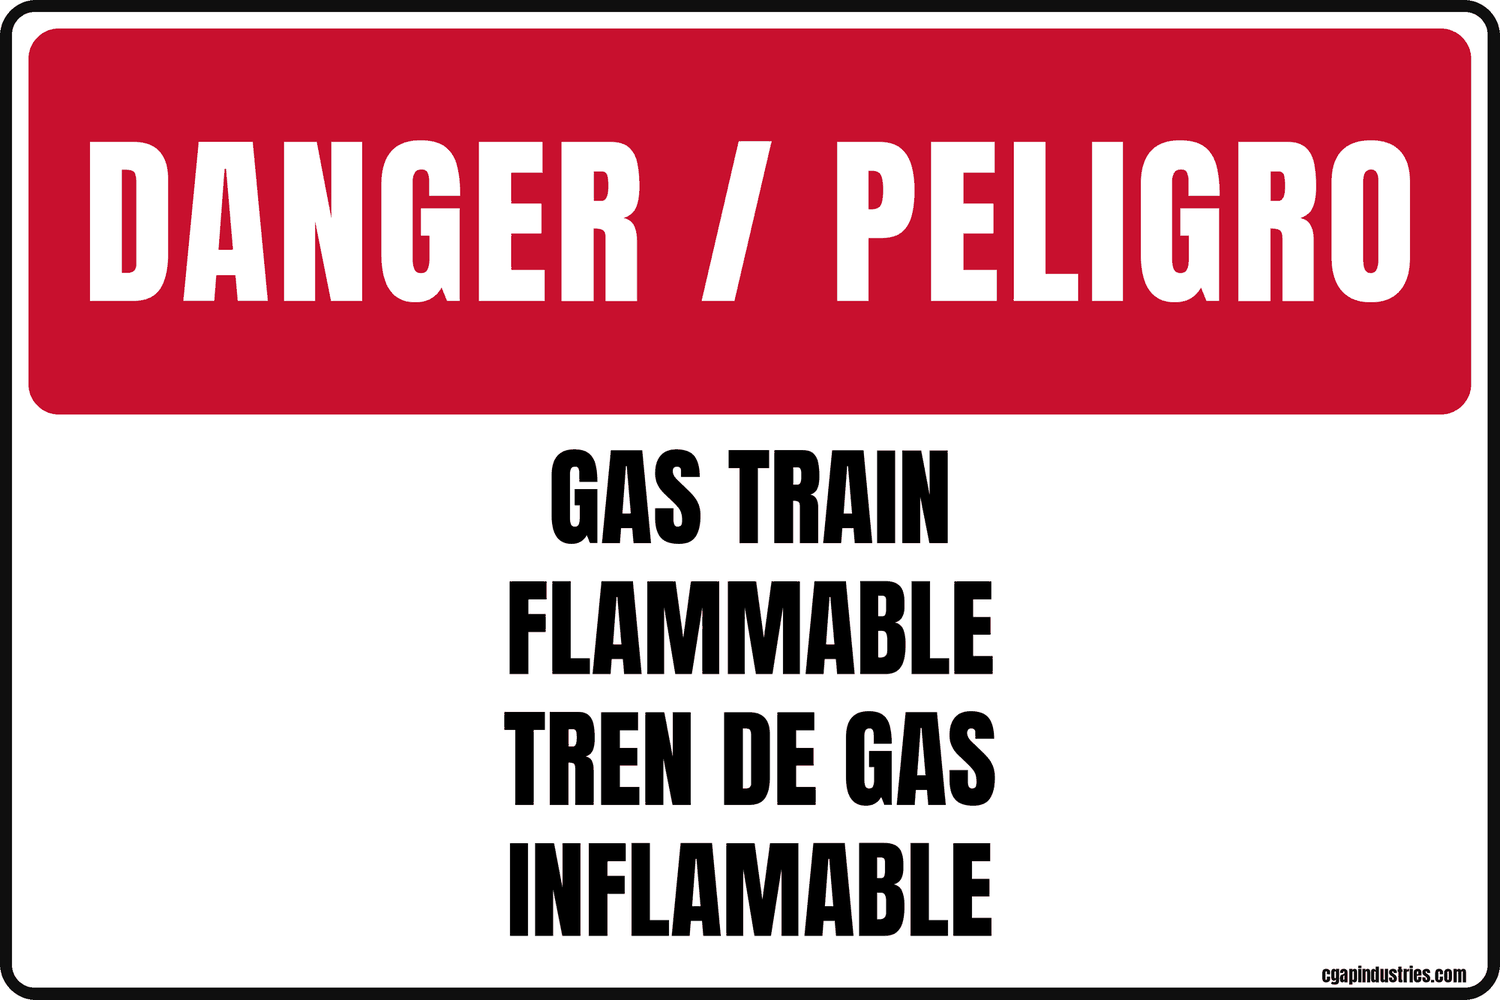 DANGER / PELIGRO
GAS TRAIN
FLAMMABLE
TREN DE GAS
INFLAMABLE
cgapindustries.com